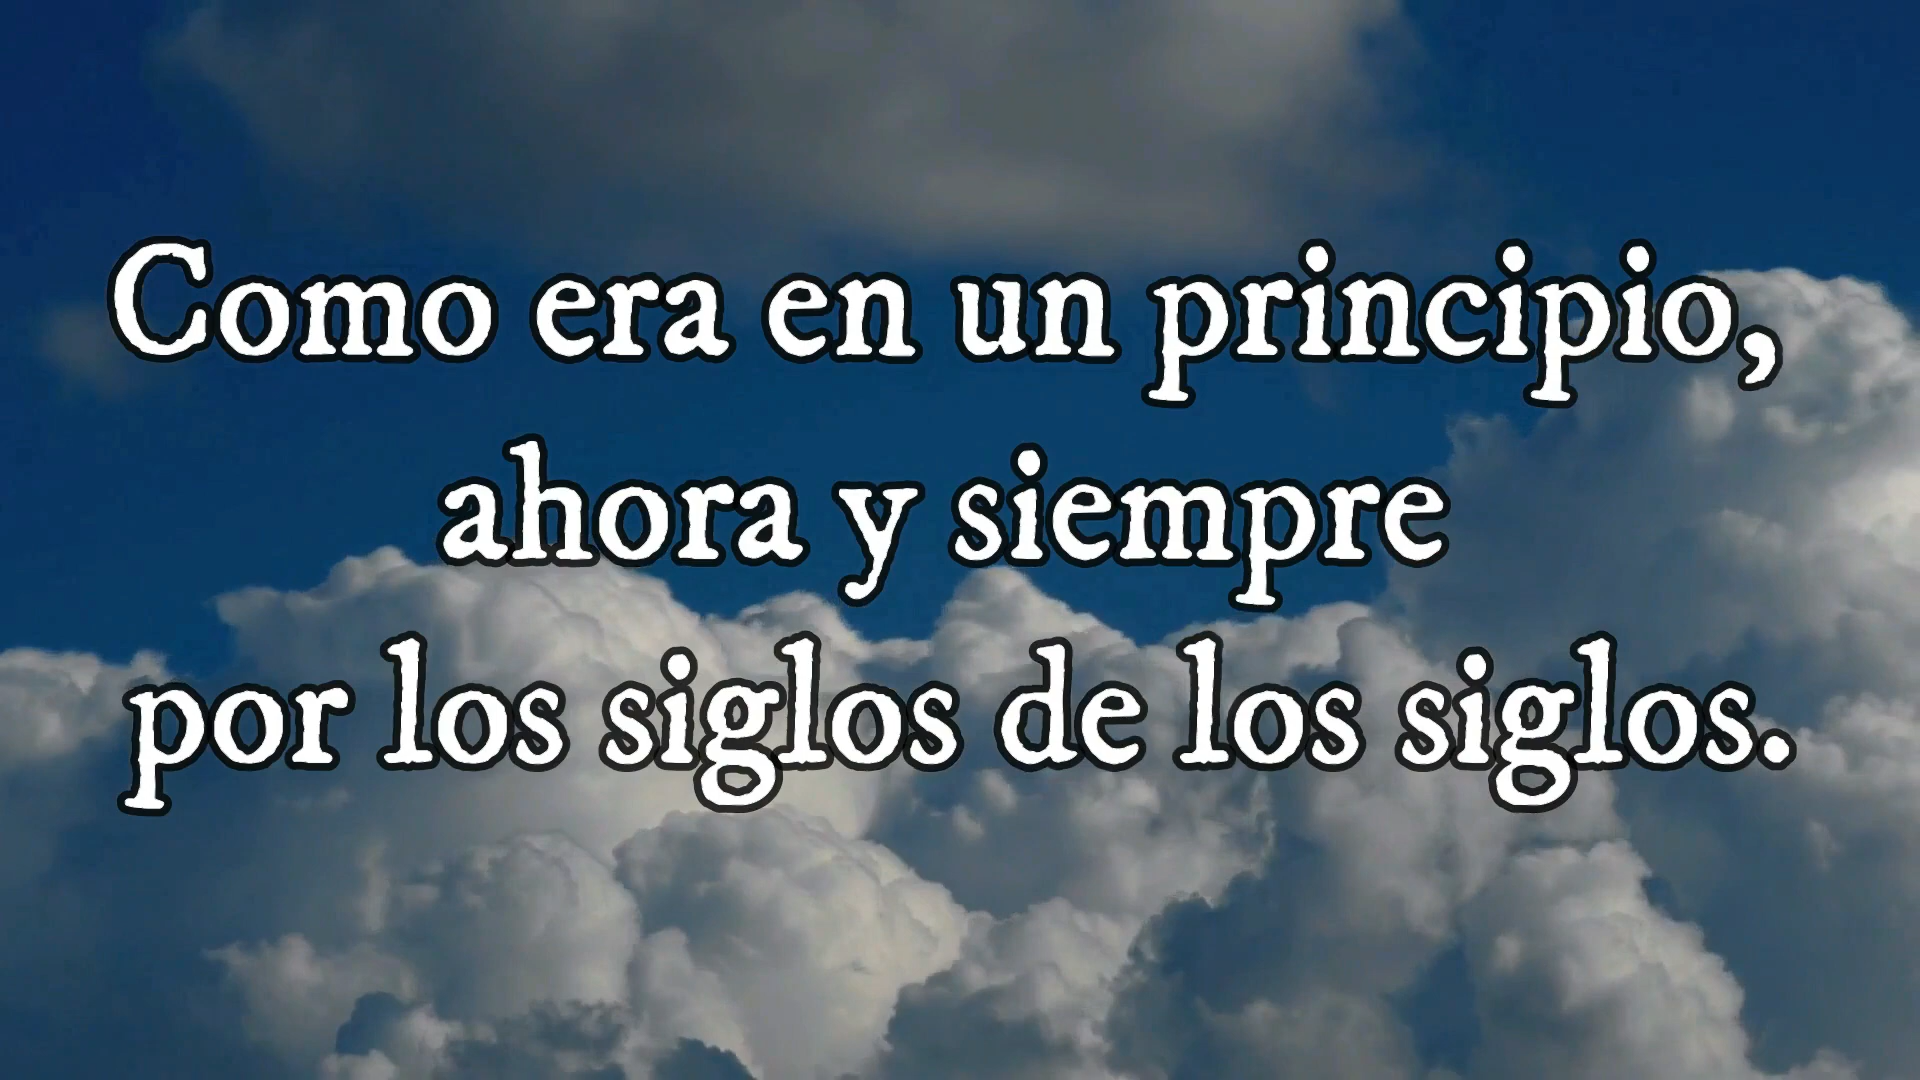 Como era en un principio,
ahora y siempre
por los siglos de los siglos.